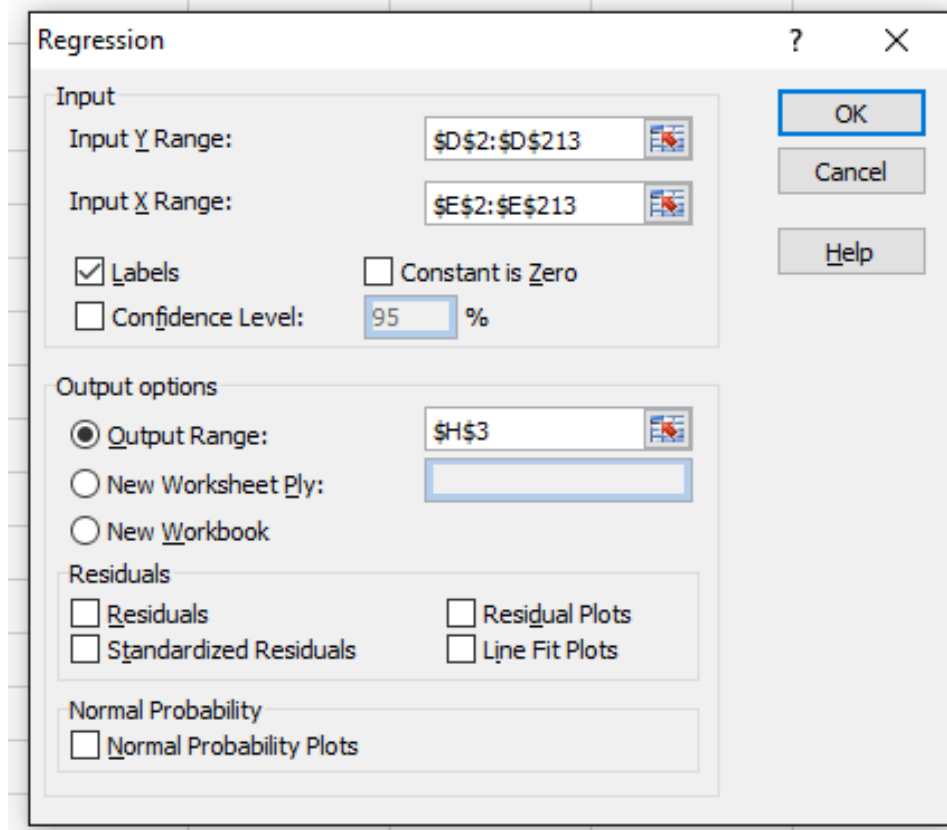 Regression ?
Input
OK
Input Y Range: $D$2:$D$213
Cancel
Input X Range: $E$2:$E$213
Help
Labels Constant is Zero
Confidence Level: 95 %
Output options
Output Range: $H$3
New Worksheet Ply:
New Workbook
Residuals
Residuals Residual Plots
Standardized Residuals Line Fit Plots
Normal Probability
Normal Probability Plots